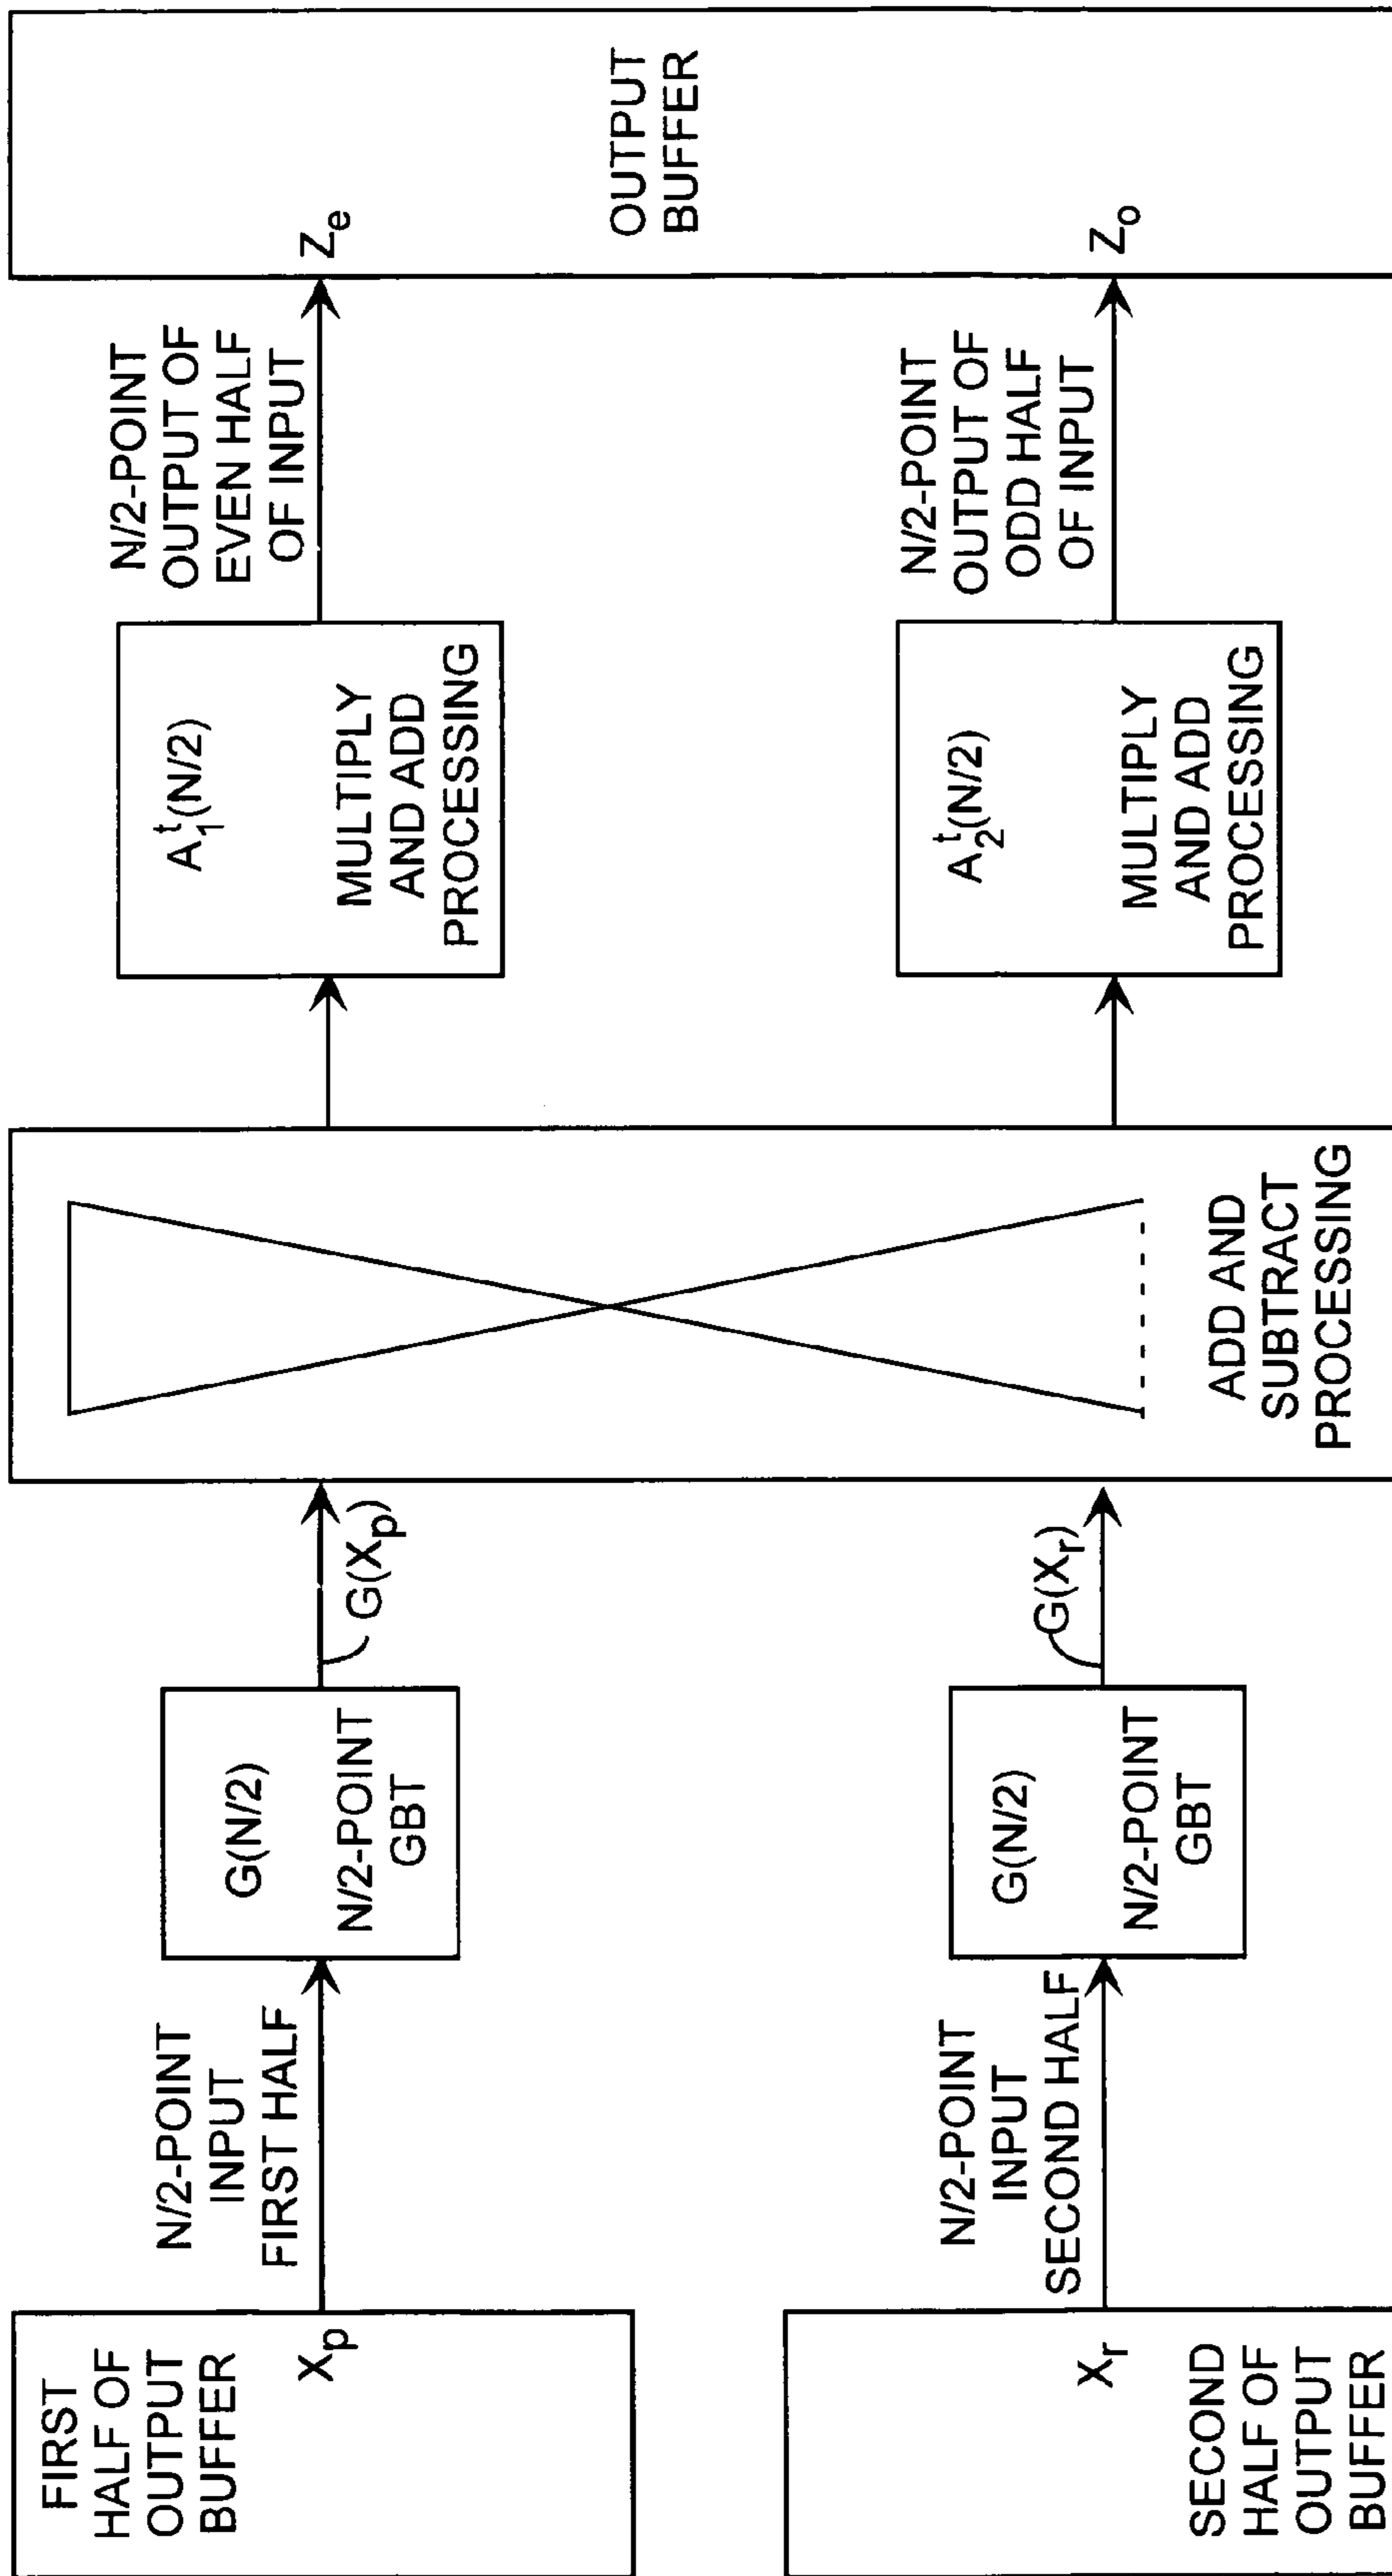 FIRST
HALF OF
OUTPUT
BUFFER
X_p
N/2-POINT
INPUT
FIRST HALF
G(N/2)
N/2-POINT
GBT
G(X_p)
A_1^t(N/2)
MULTIPLY
AND ADD
PROCESSING
N/2-POINT
OUTPUT OF
EVEN HALF
OF INPUT
Z_e
OUTPUT
BUFFER
SECOND
HALF OF
OUTPUT
BUFFER
X_r
N/2-POINT
INPUT
SECOND HALF
G(N/2)
N/2-POINT
GBT
G(X_r)
ADD AND
SUBTRACT
PROCESSING
A_2^t(N/2)
MULTIPLY
AND ADD
PROCESSING
N/2-POINT
OUTPUT OF
ODD HALF
OF INPUT
Z_o